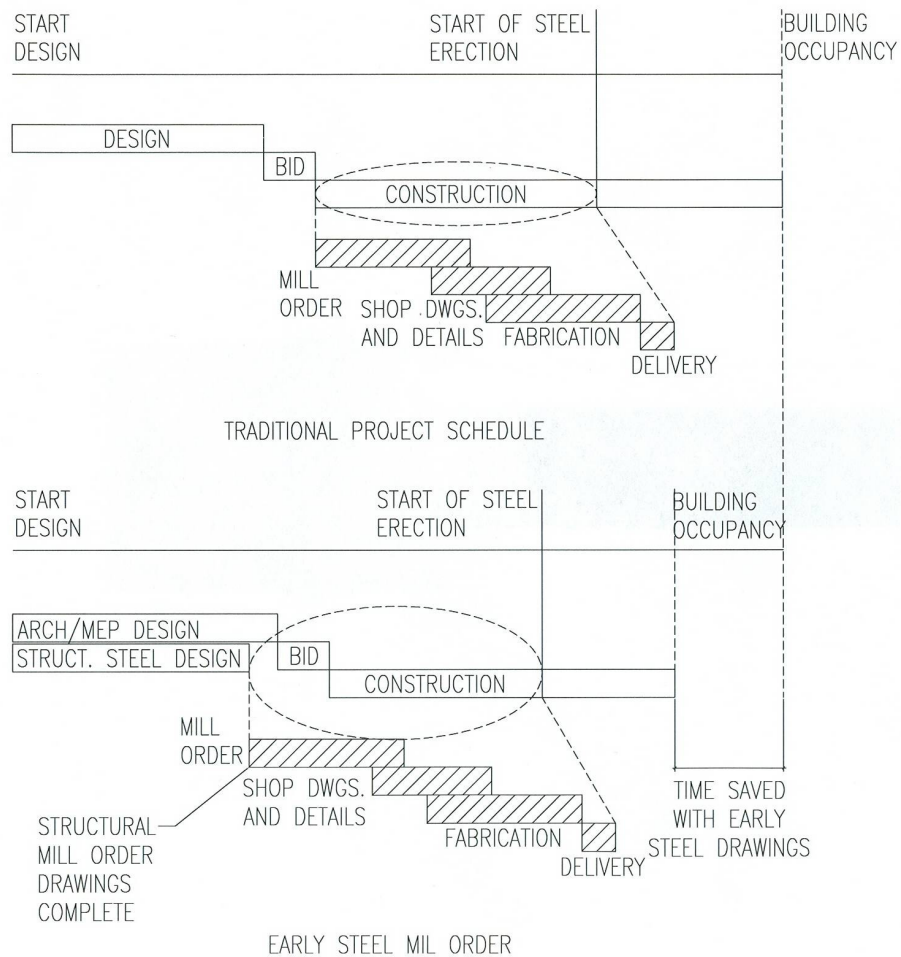 START
DESIGN
START OF STEEL
ERECTION
BUILDING
OCCUPANCY
DESIGN
BID
CONSTRUCTION
MILL
ORDER
SHOP DWGS.
AND DETAILS
FABRICATION
DELIVERY
TRADITIONAL PROJECT SCHEDULE
START
DESIGN
START OF STEEL
ERECTION
BUILDING
OCCUPANCY
ARCH/MEP DESIGN
STRUCT. STEEL DESIGN
BID
CONSTRUCTION
MILL
ORDER
SHOP DWGS.
AND DETAILS
FABRICATION
DELIVERY
TIME SAVED
WITH EARLY
STEEL DRAWINGS
STRUCTURAL
MILL ORDER
DRAWINGS
COMPLETE
EARLY STEEL MIL ORDER